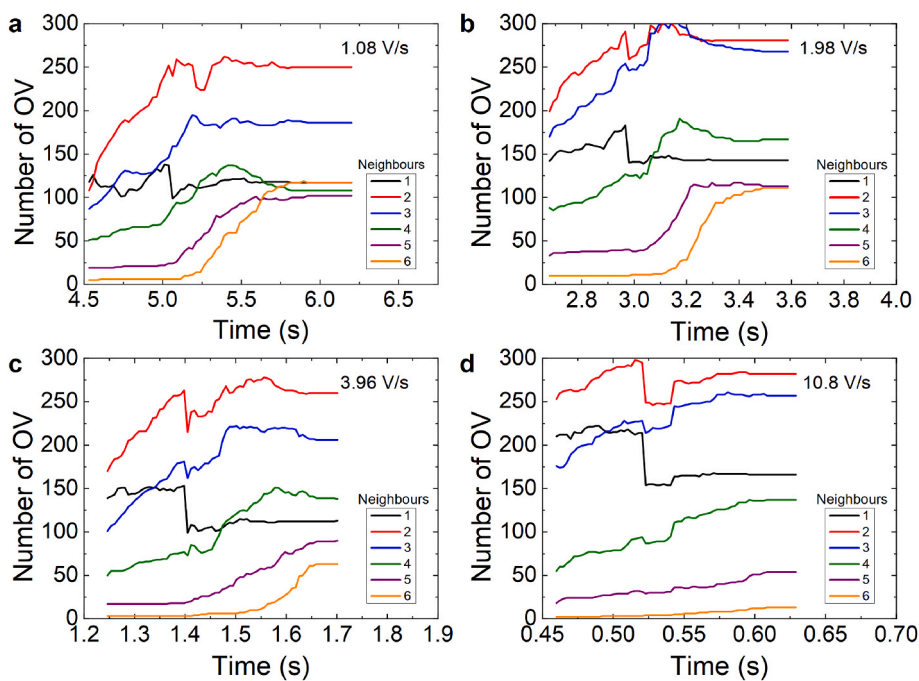 a
1.08 V/s
Number of OV
300
250
200
150
100
50
0
Neighbours
1
2
3
4
5
6
4.5 5.0 5.5 6.0 6.5
Time (s)
b
1.98 V/s
Number of OV
300
250
200
150
100
50
0
Neighbours
1
2
3
4
5
6
2.8 3.0 3.2 3.4 3.6 3.8 4.0
Time (s)
c
3.96 V/s
Number of OV
300
250
200
150
100
50
0
Neighbours
1
2
3
4
5
6
1.2 1.3 1.4 1.5 1.6 1.7 1.8 1.9
Time (s)
d
10.8 V/s
Number of OV
300
250
200
150
100
50
0
Neighbours
1
2
3
4
5
6
0.45 0.50 0.55 0.60 0.65 0.70
Time (s)